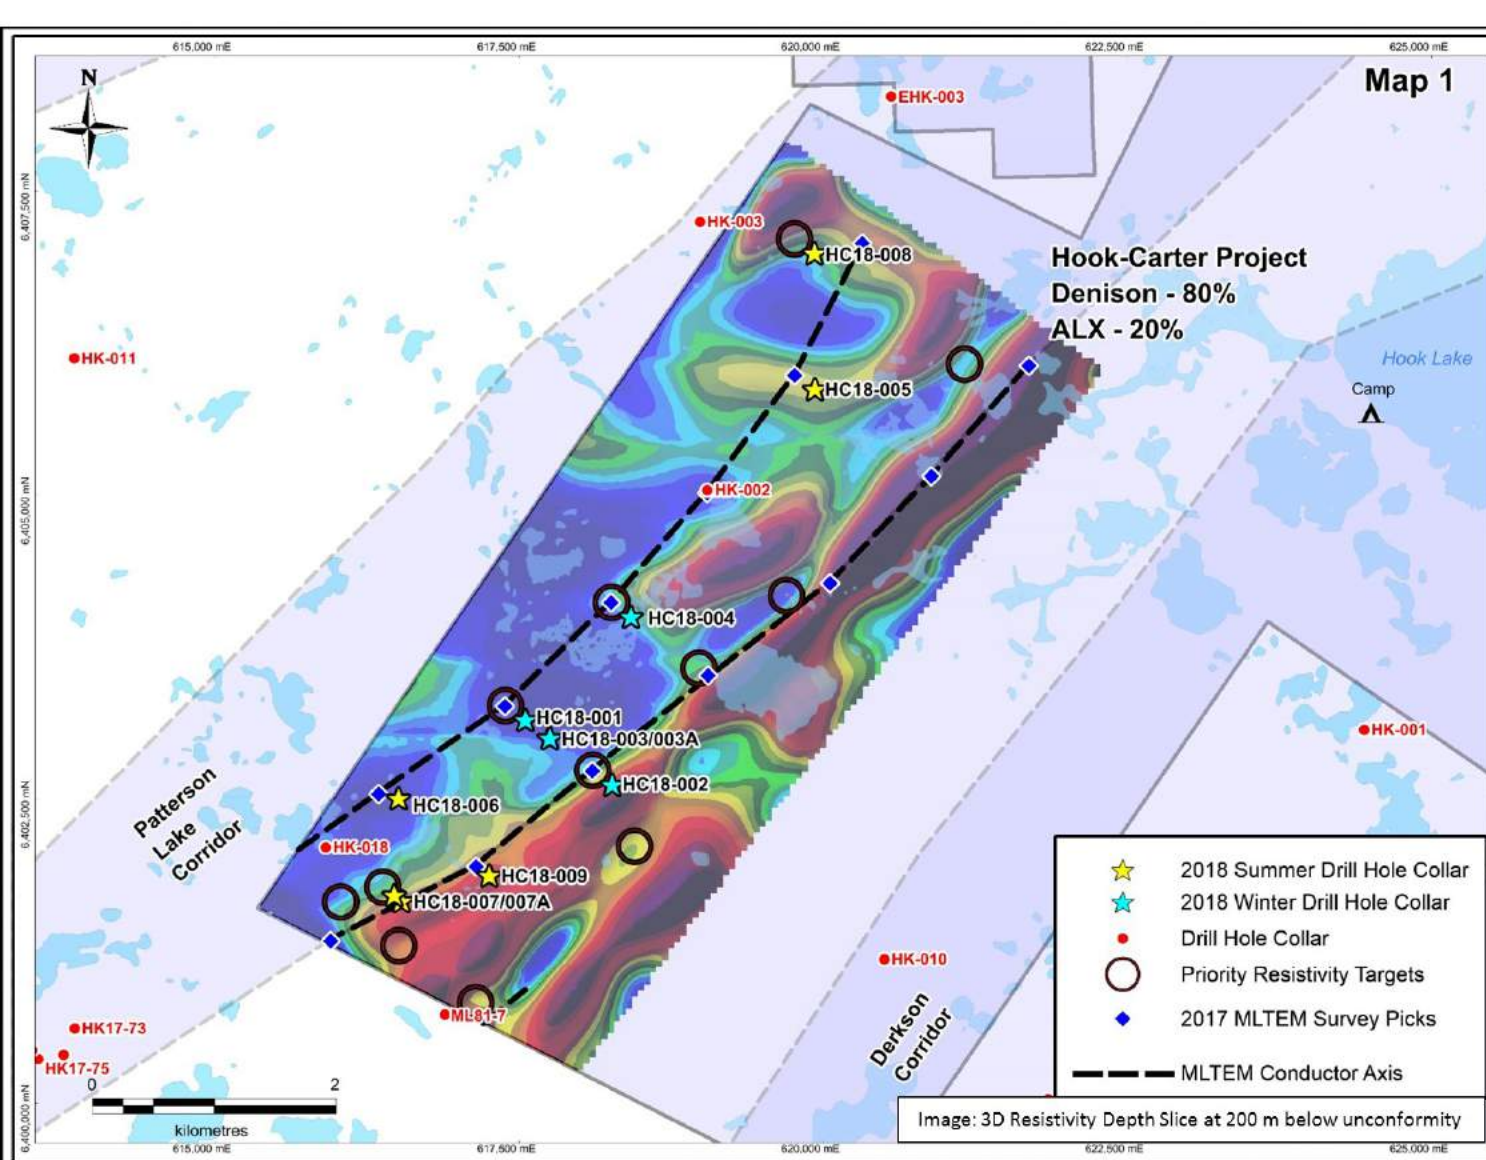 615,000 mE
617,500 mE
620,000 mE
622,500 mE
625,000 mE
Map 1
N
EHK-003
6,407,500 mN
HK-003
HC18-008
Hook-Carter Project
Denison - 80%
ALX - 20%
HK-011
Hook Lake
Camp
HC18-005
HK-002
6,405,000 mN
HC18-004
HC18-001
HC18-003/003A
HK-001
HC18-002
Patterson
Lake
Corridor
HC18-006
6,402,500 mN
HK-018
HC18-009
HC18-007/007A
HK-010
ML81-7
Derkson
Corridor
HK17-73
HK17-75
2018 Summer Drill Hole Collar
2018 Winter Drill Hole Collar
Drill Hole Collar
Priority Resistivity Targets
2017 MLTEM Survey Picks
MLTEM Conductor Axis
0 2
kilometres
6,400,000 mN
Image: 3D Resistivity Depth Slice at 200 m below unconformity
615,000 mE
617,500 mE
620,000 mE
622,500 mE
625,000 mE